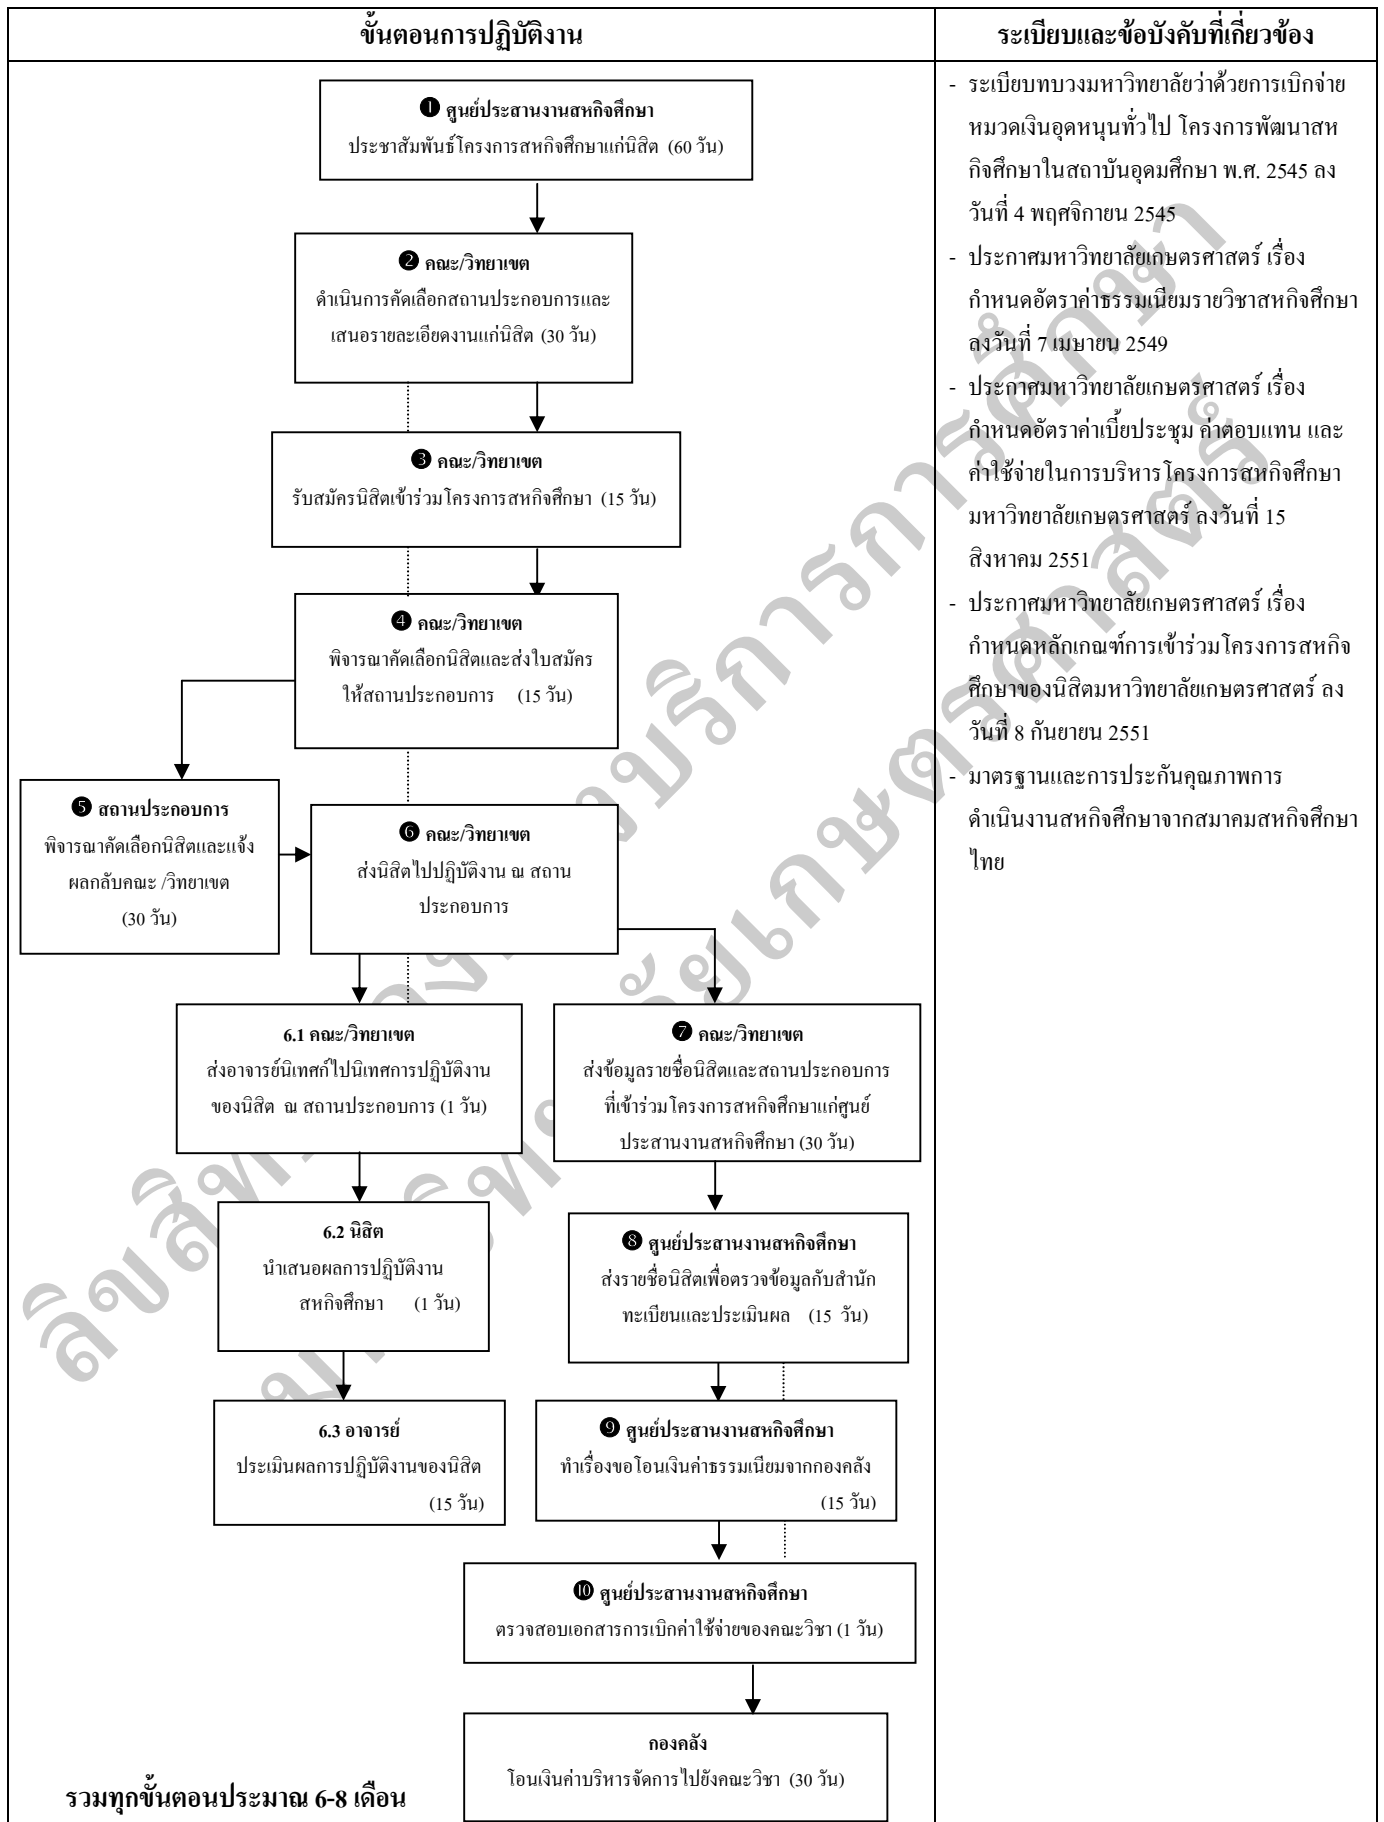 ขั้นตอนการปฏิบัติงาน
ระเบียบและข้อบังคับที่เกี่ยวข้อง
❶ ศูนย์ประสานงานสหกิจศึกษา
ประชาสัมพันธ์โครงการสหกิจศึกษาแก่นิสิต (60 วัน)
❷ คณะ/วิทยาเขต
ดำเนินการคัดเลือกสถานประกอบการและ
เสนอรายละเอียดงานแก่นิสิต (30 วัน)
❸ คณะ/วิทยาเขต
รับสมัครนิสิตเข้าร่วมโครงการสหกิจศึกษา (15 วัน)
❹ คณะ/วิทยาเขต
พิจารณาคัดเลือกนิสิตและส่งใบสมัคร
ให้สถานประกอบการ (15 วัน)
❺ สถานประกอบการ
พิจารณาคัดเลือกนิสิตและแจ้ง
ผลกลับคณะ /วิทยาเขต
(30 วัน)
❻ คณะ/วิทยาเขต
ส่งนิสิตไปปฏิบัติงาน ณ สถาน
ประกอบการ
6.1 คณะ/วิทยาเขต
ส่งอาจารย์นิเทศก์ไปนิเทศการปฏิบัติงาน
ของนิสิต ณ สถานประกอบการ (1 วัน)
6.2 นิสิต
นำเสนอผลการปฏิบัติงาน
สหกิจศึกษา (1 วัน)
6.3 อาจารย์
ประเมินผลการปฏิบัติงานของนิสิต
(15 วัน)
❼ คณะ/วิทยาเขต
ส่งข้อมูลรายชื่อนิสิตและสถานประกอบการ
ที่เข้าร่วมโครงการสหกิจศึกษาแก่ศูนย์
ประสานงานสหกิจศึกษา (30 วัน)
❽ ศูนย์ประสานงานสหกิจศึกษา
ส่งรายชื่อนิสิตเพื่อตรวจข้อมูลกับสำนัก
ทะเบียนและประเมินผล (15 วัน)
❾ ศูนย์ประสานงานสหกิจศึกษา
ทำเรื่องขอโอนเงินค่าธรรมเนียมจากกองคลัง
(15 วัน)
❿ ศูนย์ประสานงานสหกิจศึกษา
ตรวจสอบเอกสารการเบิกค่าใช้จ่ายของคณะวิชา (1 วัน)
กองคลัง
โอนเงินค่าบริหารจัดการไปยังคณะวิชา (30 วัน)
รวมทุกขั้นตอนประมาณ 6-8 เดือน
- ระเบียบทบวงมหาวิทยาลัยว่าด้วยการเบิกจ่าย
หมวดเงินอุดหนุนทั่วไป โครงการพัฒนาสห
กิจศึกษาในสถาบันอุดมศึกษา พ.ศ. 2545 ลง
วันที่ 4 พฤศจิกายน 2545
- ประกาศมหาวิทยาลัยเกษตรศาสตร์ เรื่อง
กำหนดอัตราค่าธรรมเนียมรายวิชาสหกิจศึกษา
ลงวันที่ 7 เมษายน 2549
- ประกาศมหาวิทยาลัยเกษตรศาสตร์ เรื่อง
กำหนดอัตราค่าเบี้ยประชุม ค่าตอบแทน และ
ค่าใช้จ่ายในการบริหารโครงการสหกิจศึกษา
มหาวิทยาลัยเกษตรศาสตร์ ลงวันที่ 15
สิงหาคม 2551
- ประกาศมหาวิทยาลัยเกษตรศาสตร์ เรื่อง
กำหนดหลักเกณฑ์การเข้าร่วมโครงการสหกิจ
ศึกษาของนิสิตมหาวิทยาลัยเกษตรศาสตร์ ลง
วันที่ 8 กันยายน 2551
- มาตรฐานและการประกันคุณภาพการ
ดำเนินงานสหกิจศึกษาจากสมาคมสหกิจศึกษา
ไทย